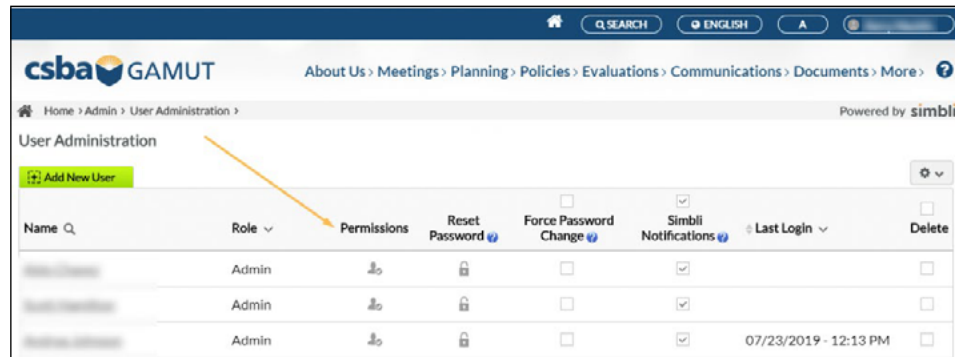 SEARCH ENGLISH A
csba GAMUT
About Us› Meetings› Planning› Policies› Evaluations› Communications› Documents› More› ?
Home › Admin › User Administration ›
Powered by simbli
User Administration
Add New User
Name Role Permissions Reset Password ? Force Password Change ? Simbli Notifications ? Last Login Delete
Admin
Admin
Admin 07/23/2019 - 12:13 PM